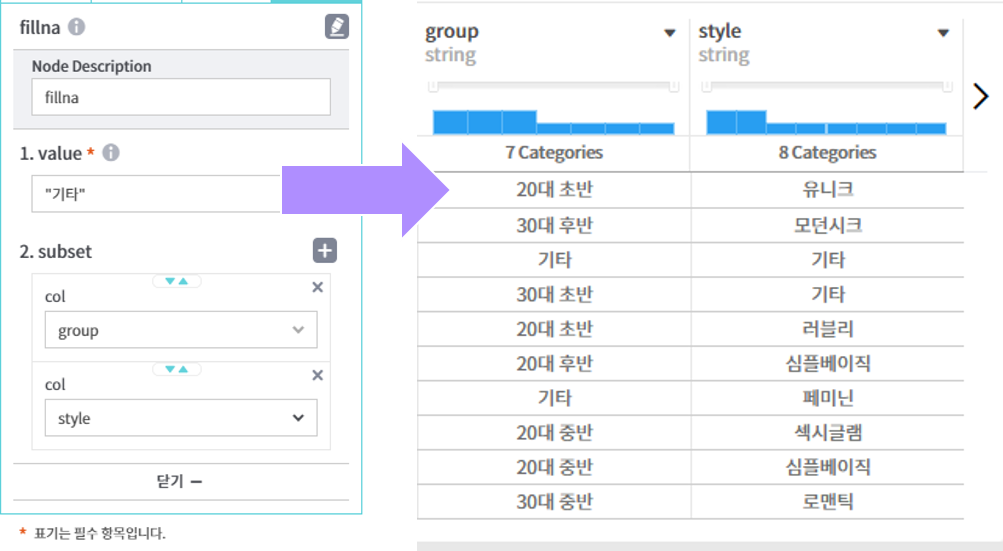 fillna
Node Description
fillna
1. value *
"기타"
2. subset
col
group
col
style
닫기
* 표기는 필수 항목입니다.
group style
string string
7 Categories 8 Categories
20대 초반 유니크
30대 후반 모던시크
기타 기타
30대 초반 기타
20대 초반 러블리
20대 후반 심플베이직
기타 페미닌
20대 중반 섹시글램
20대 중반 심플베이직
30대 중반 로맨틱